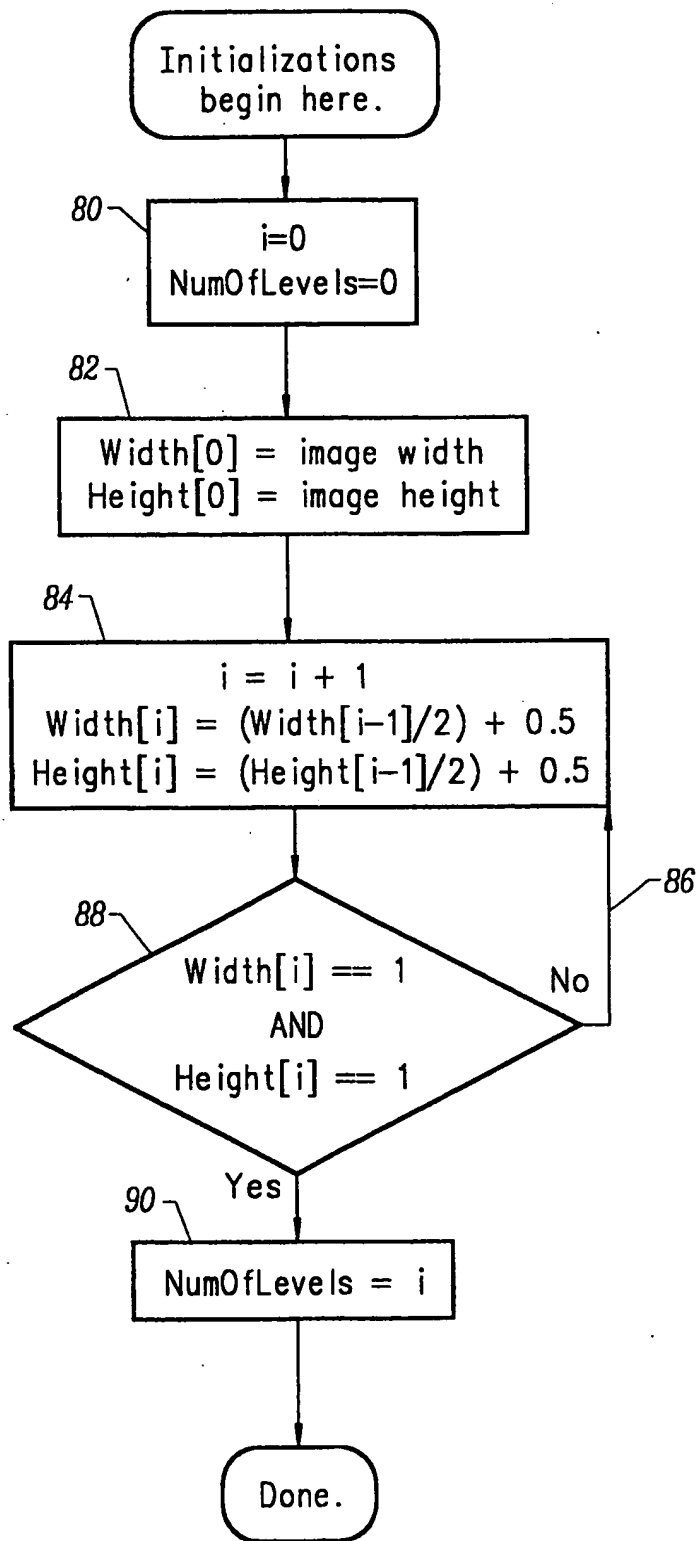 Initializations
begin here.
80
i=0
NumOfLevels=0
82
Width[0] = image width
Height[0] = image height
84
i = i + 1
Width[i] = (Width[i-1]/2) + 0.5
Height[i] = (Height[i-1]/2) + 0.5
86
88
Width[i] == 1
AND
Height[i] == 1
No
Yes
90
NumOfLevels = i
Done.